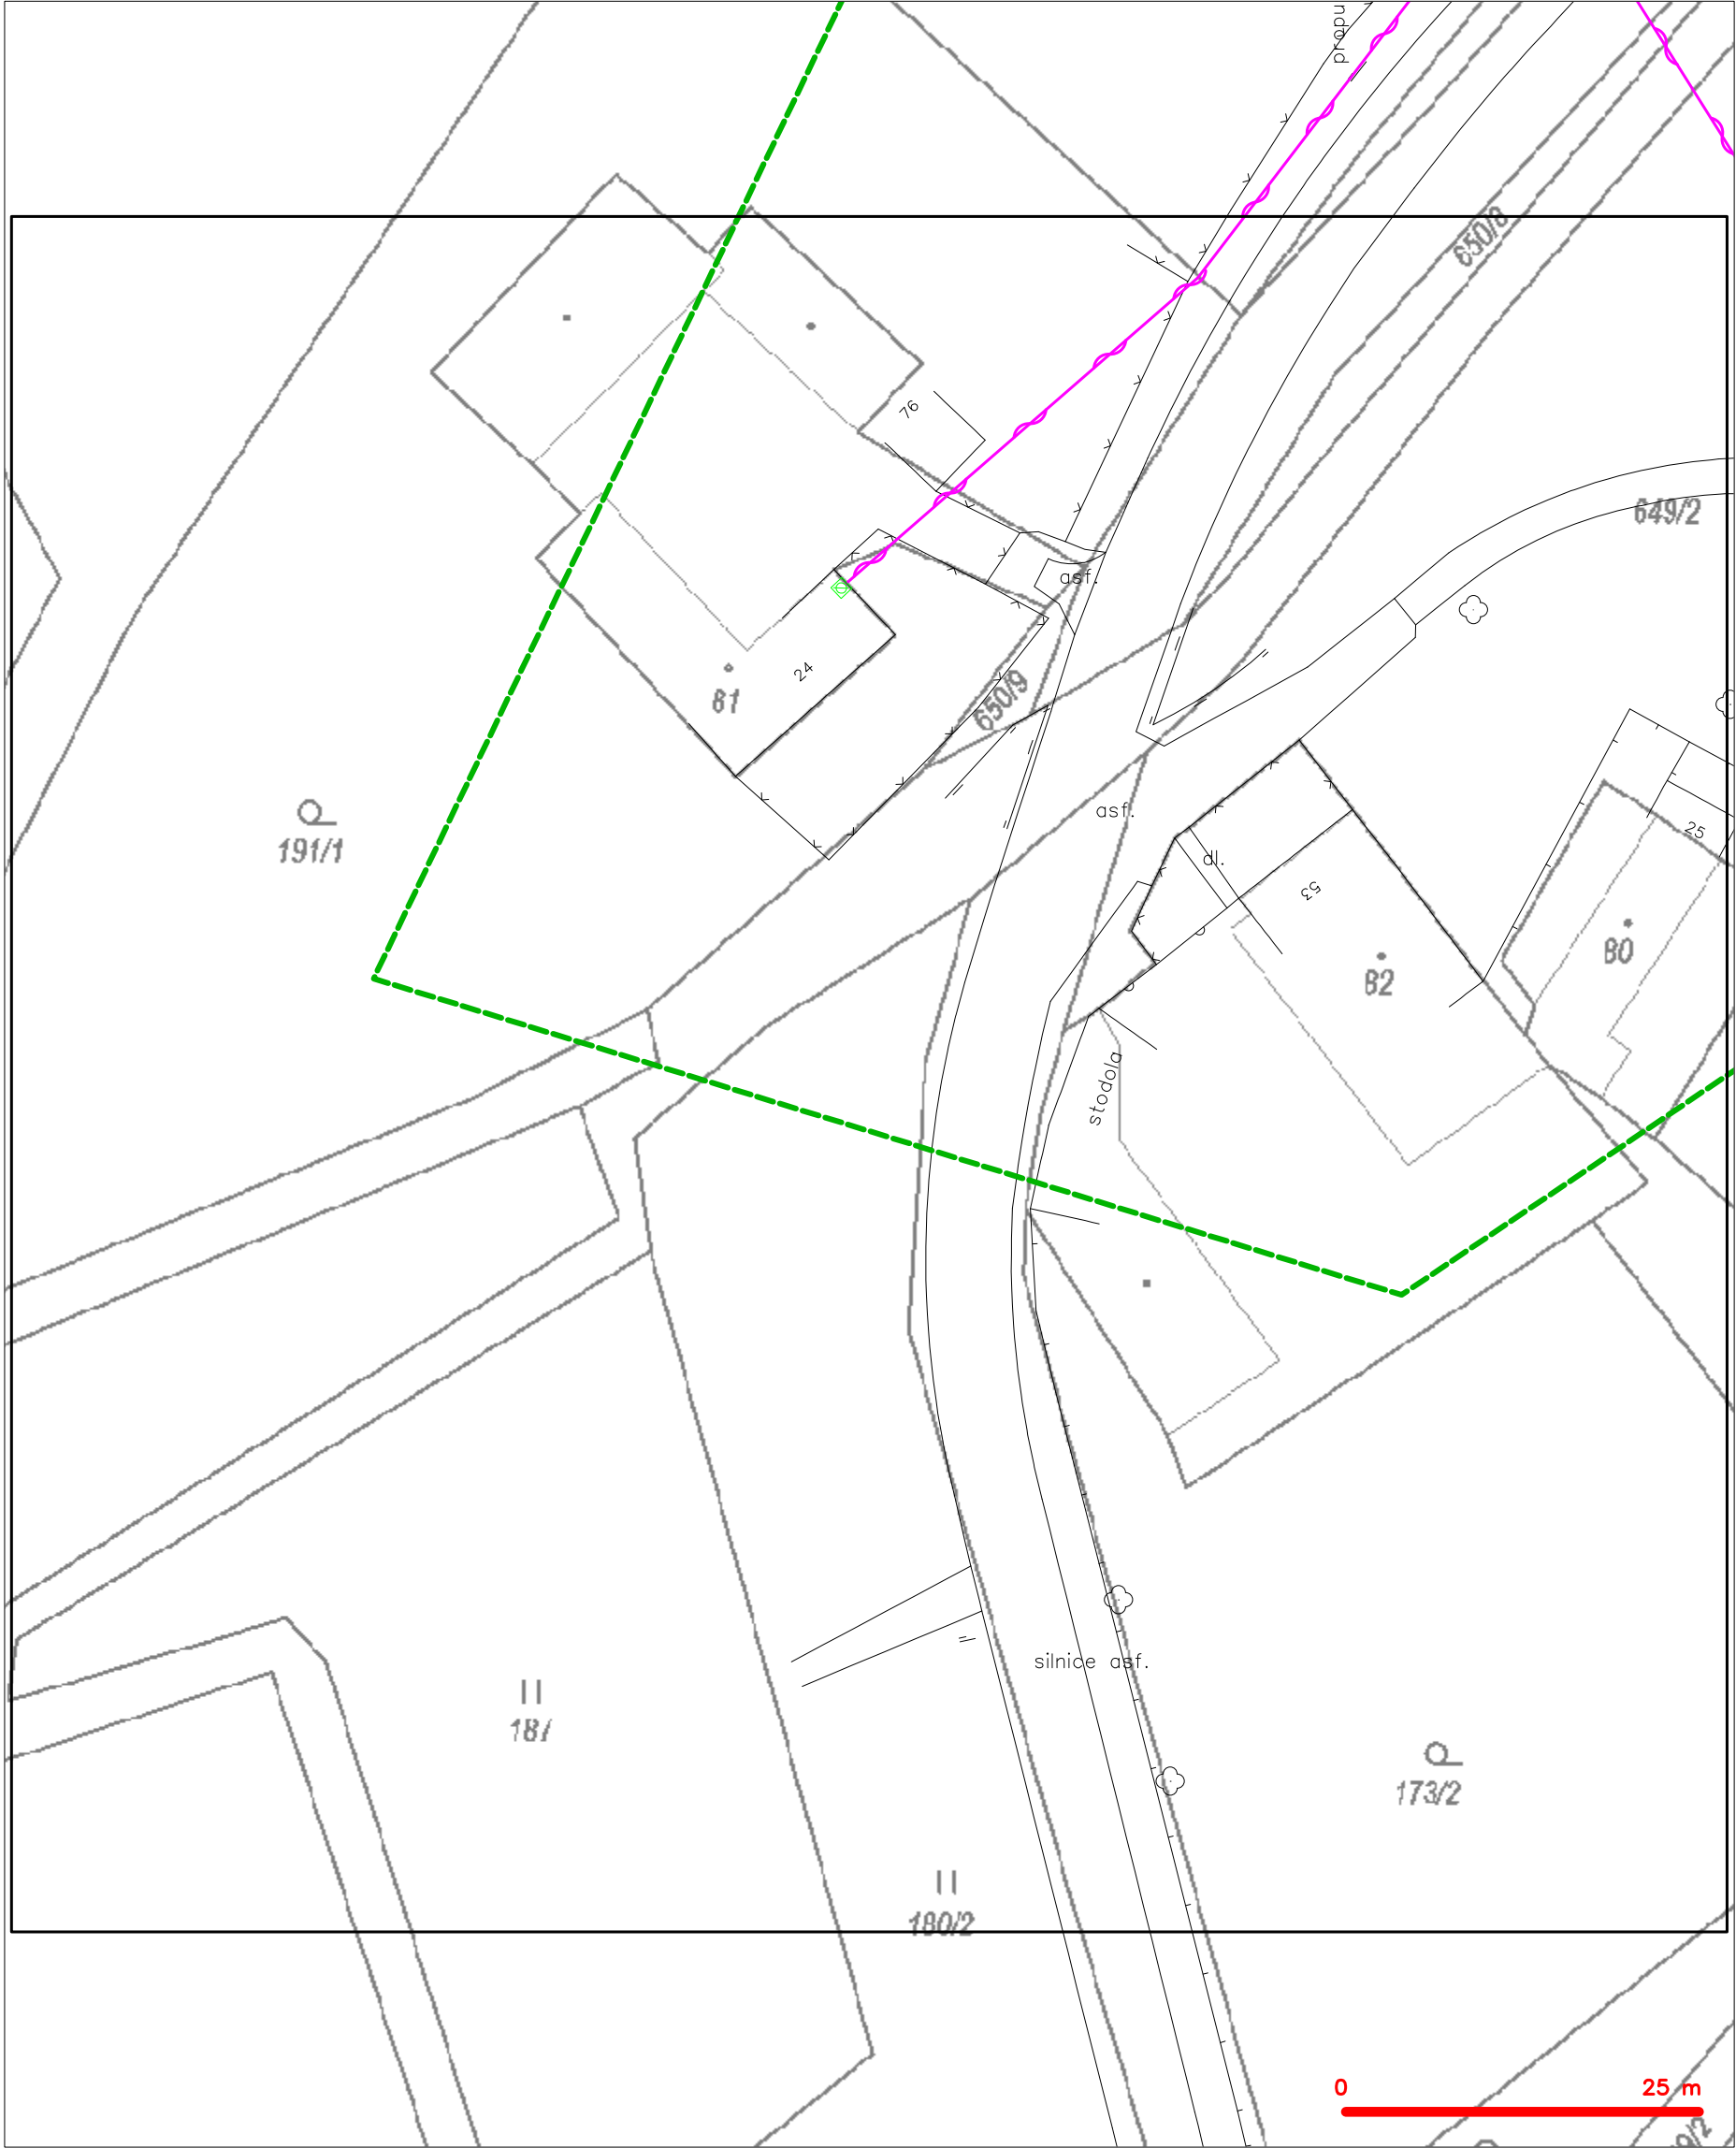 650/8
76
649/2
asf.
650/9
24
81
asf.
25
191/1
dl.
53
80
82
stodola
silnice asf.
187
173/2
180/2
0 25 m